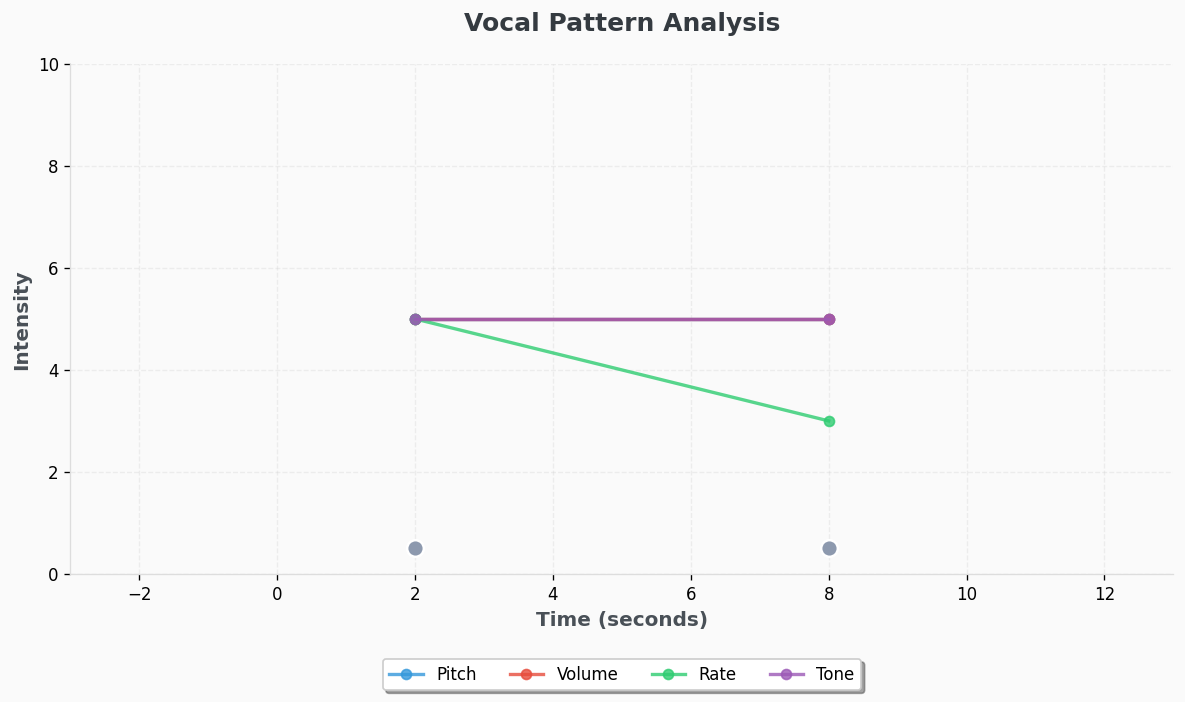 Vocal Pattern Analysis
10
8
6
4
2
0
Intensity
−2 0 2 4 6 8 10 12
Time (seconds)
Pitch Volume Rate Tone